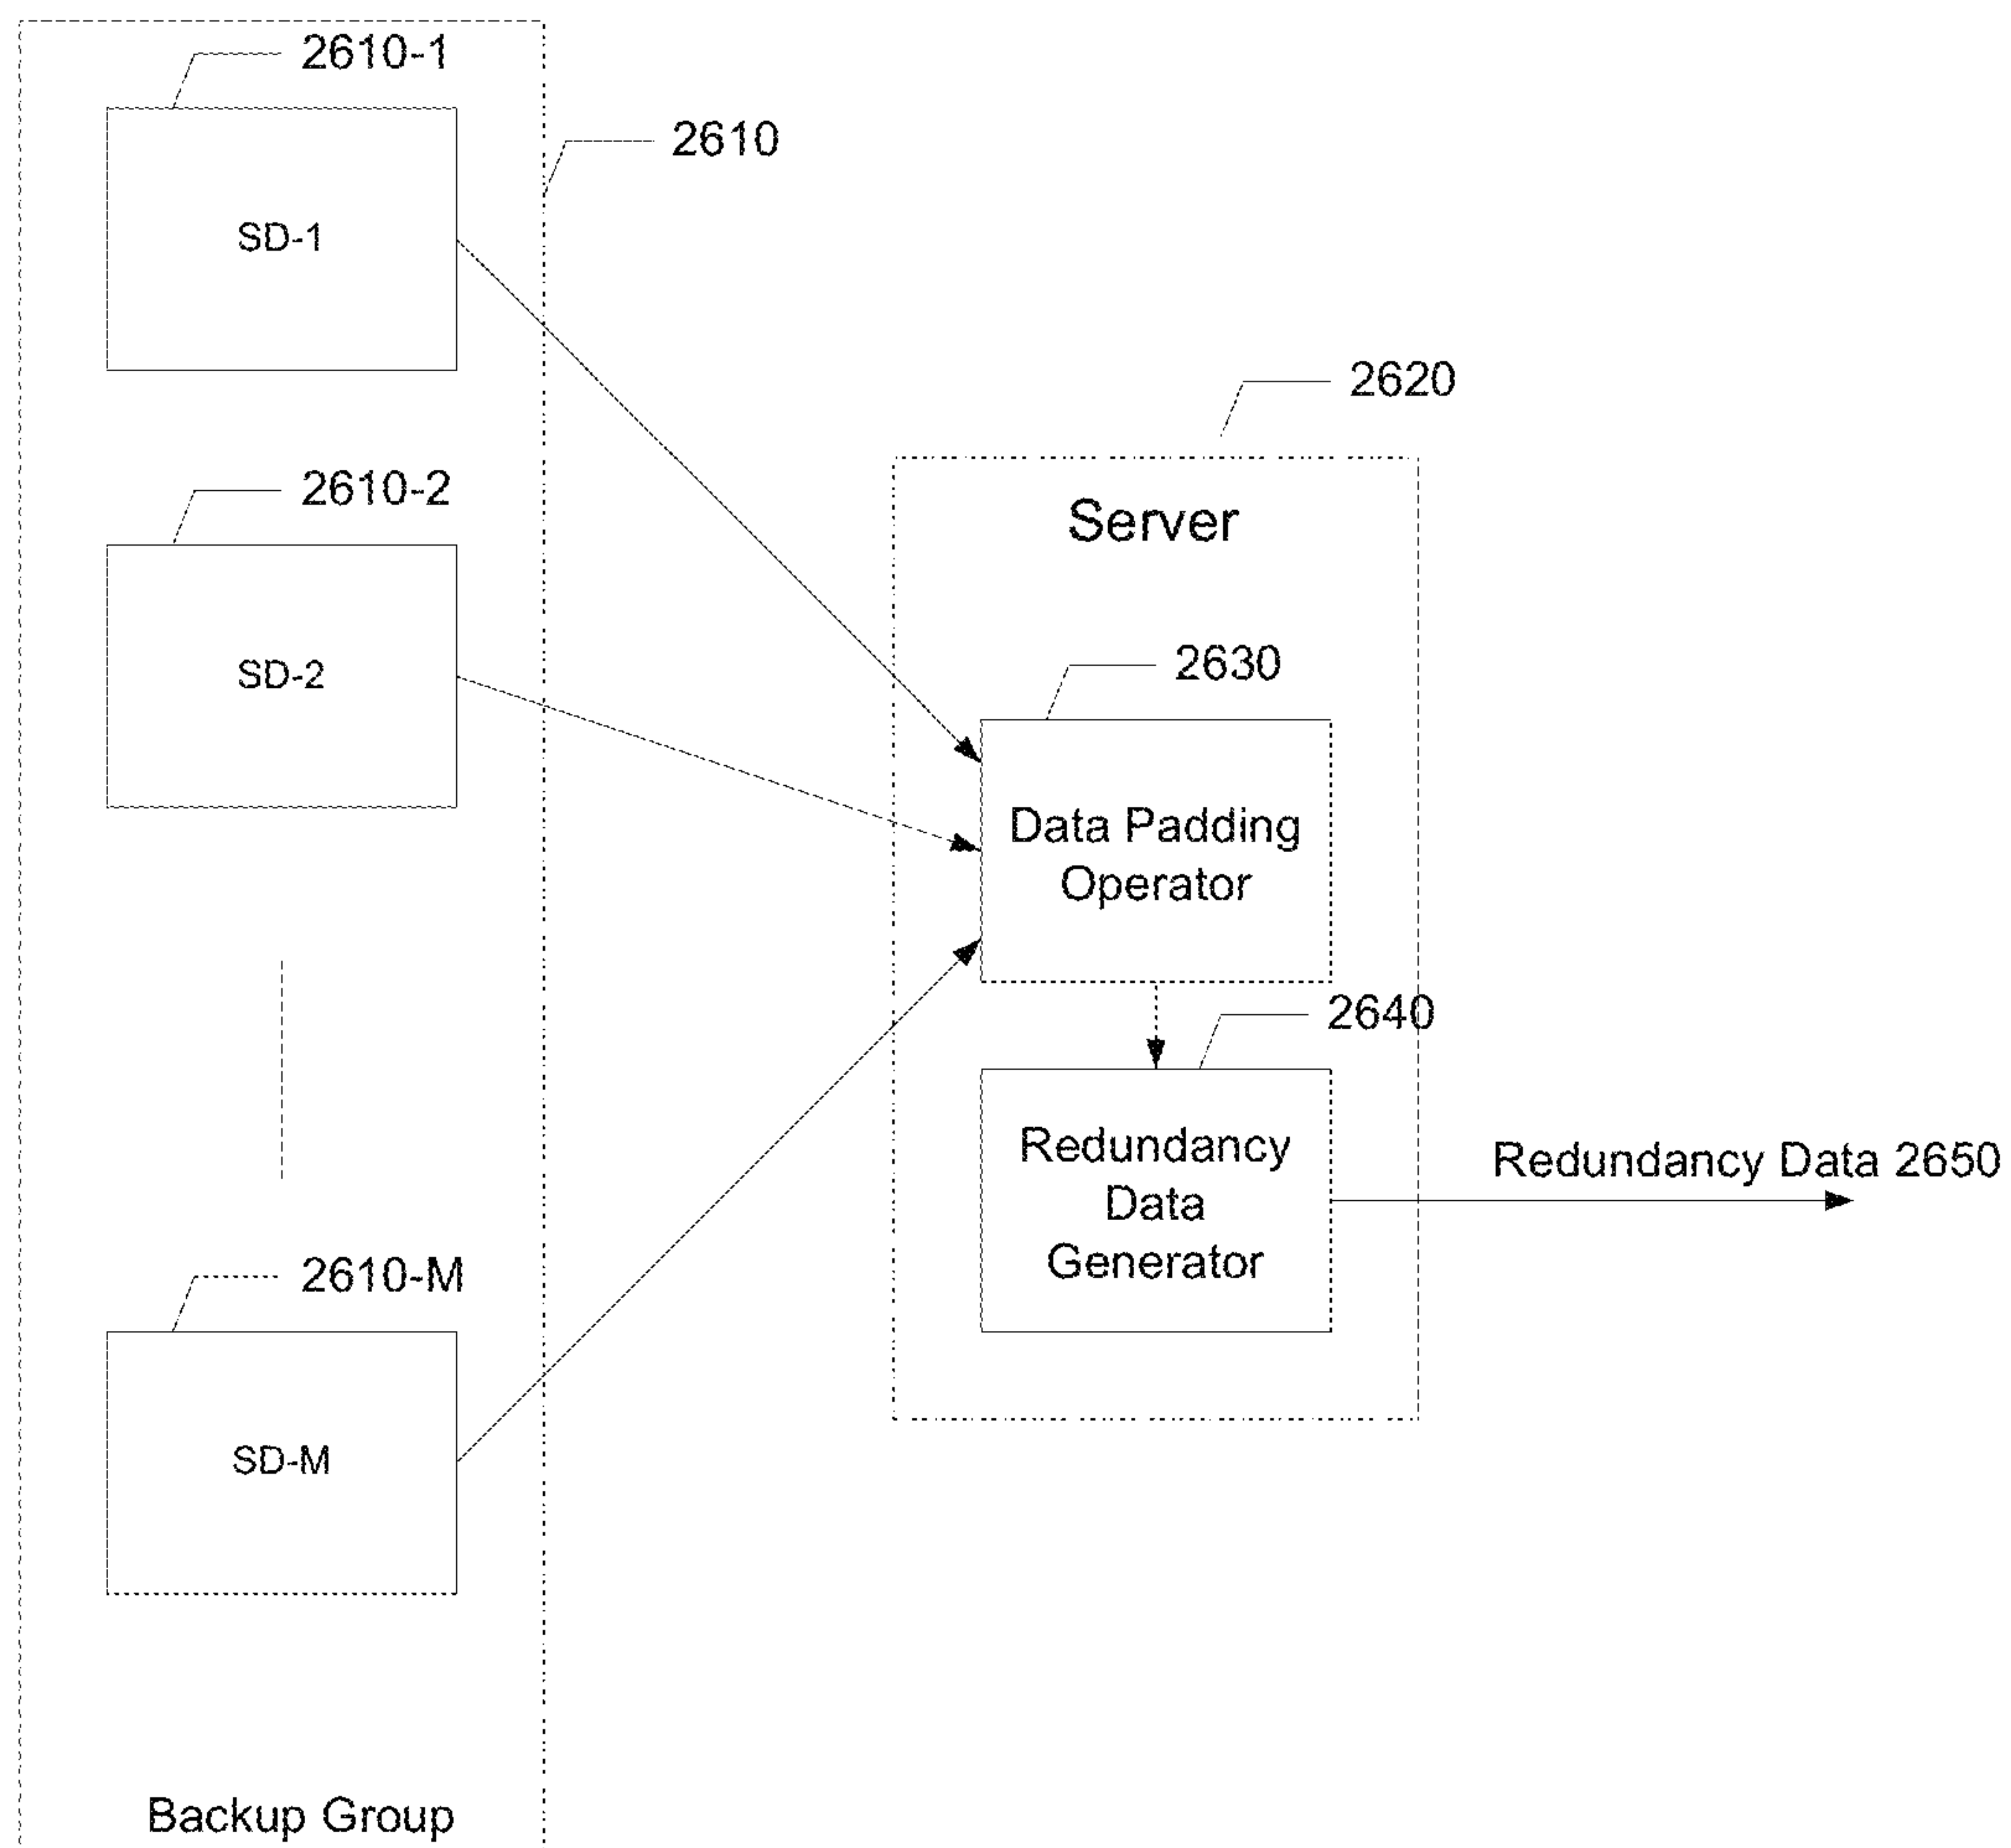 2610-1
2610
SD-1
2620
2610-2
Server
SD-2
2630
Data Padding
Operator
2640
Redundancy
Data
Generator
Redundancy Data 2650
2610-M
SD-M
Backup Group